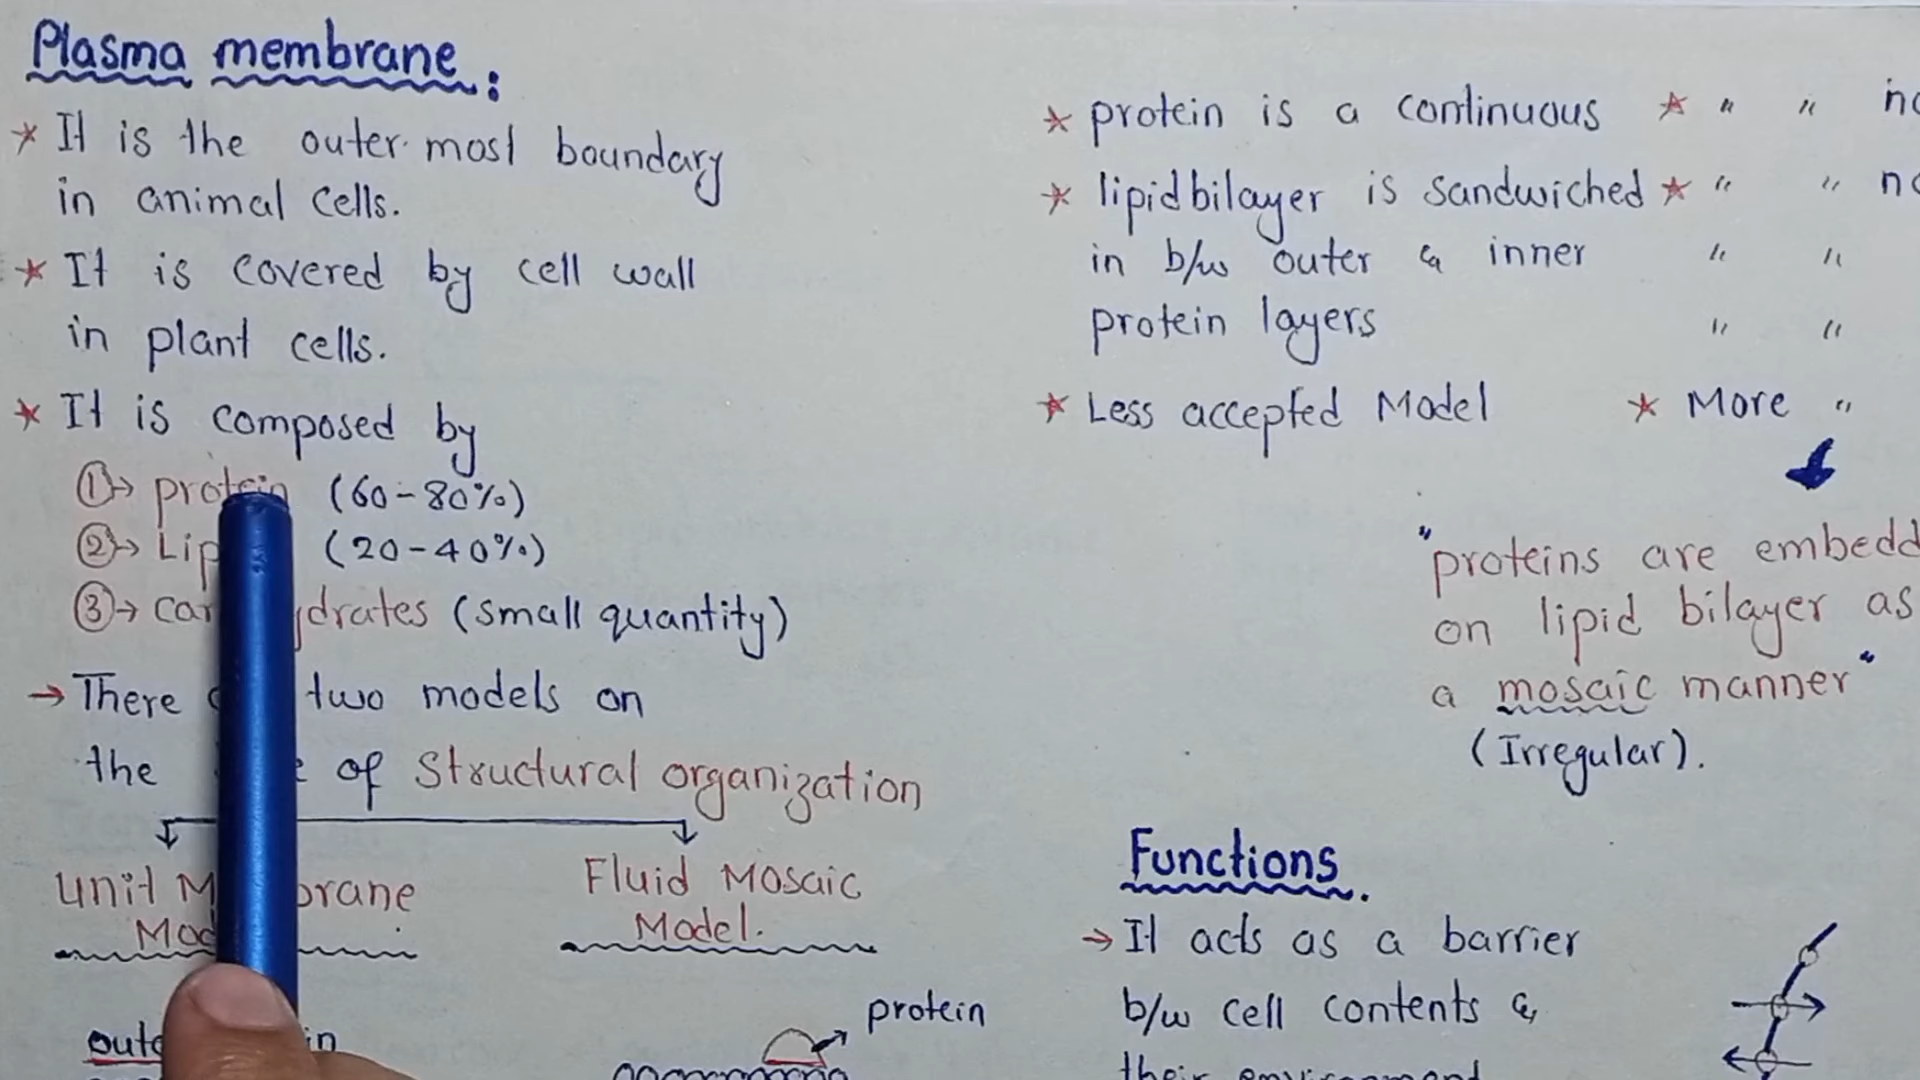 Plasma membrane :
* It is the outer most boundary
in animal cells.
* It is covered by cell wall
in plant cells.
* It is composed by
①→ protein (60-80%)
②→ (20-40%)
③→ (small quantity)
→ There two models on
the of Structural organization
Unit
Fluid Mosaic
Model.
protein
* protein is a continuous * " "
* lipid bilayer is sandwiched * " "
in b/w outer & inner " "
protein layers " "
* Less accepted Model * More "
"proteins are
on lipid bilayer as
a mosaic manner"
(Irregular).
Functions.
→ It acts as a barrier
b/w cell contents &
their environment